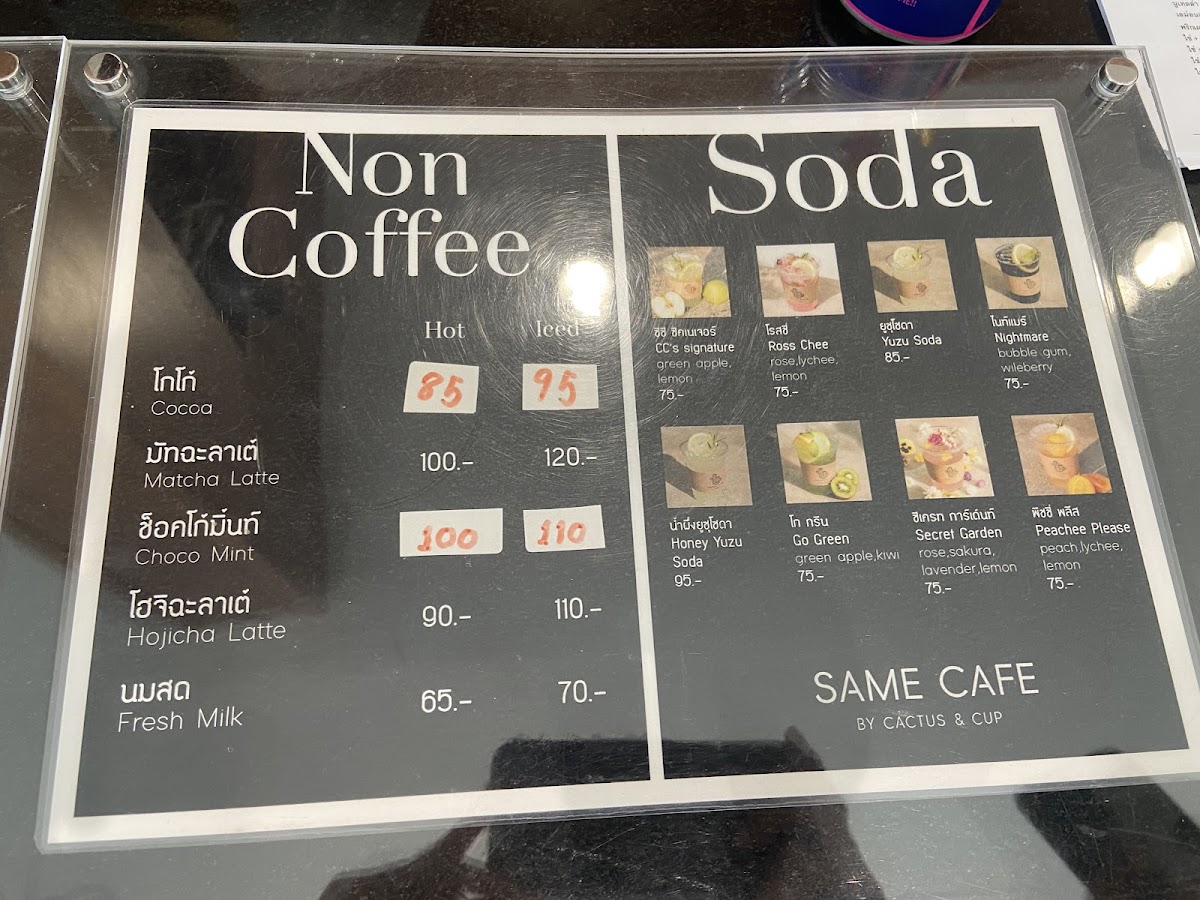 Non
Coffee
Hot Iced
โกโก้ 85 95
Cocoa
มัทฉะลาเต้ 100.- 120.-
Matcha Latte
ช็อคโก้มิ้นท์ 100 110
Choco Mint
โฮจิฉะลาเต้ 90.- 110.-
Hojicha Latte
นมสด 65.- 70.-
Fresh Milk
Soda
ซีซี ซิคเนเจอร์
CC's signature
green apple,
lemon
75.-
โรสชี่
Ross Chee
rose,lychee,
lemon
75.-
ยูซุโซดา
Yuzu Soda
85.-
ไนท์แมร์
Nightmare
bubble gum,
wileberry
75.-
น้ำผึ้งยูซุโซดา
Honey Yuzu
Soda
95.-
โก กรีน
Go Green
green apple,kiwi
75.-
ซีเครท การ์เด้นท์
Secret Garden
rose,sakura,
lavender,lemon
75.-
พิชชี่ พลีส
Peachee Please
peach,lychee,
lemon
75.-
SAME CAFE
BY CACTUS & CUP